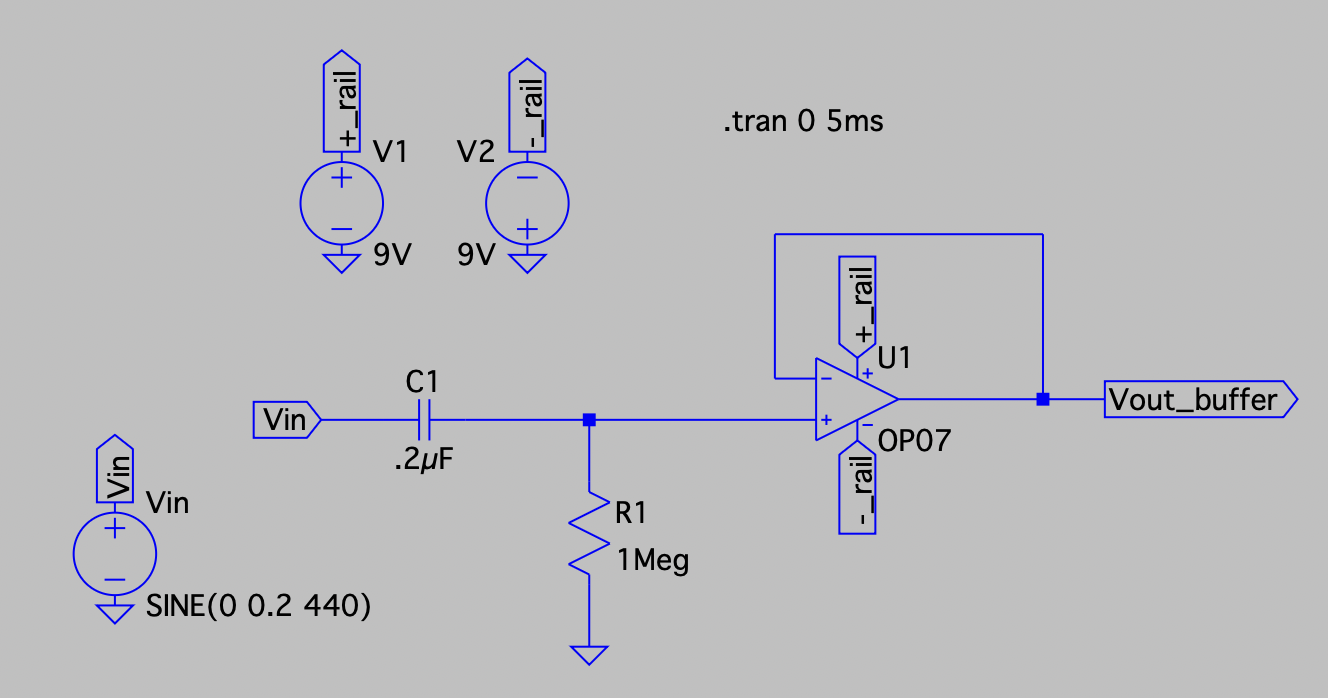 +_rail
-_rail
V1
V2
9V
9V
.tran 0 5ms
+_rail
U1
C1
Vin
.2µF
Vout_buffer
OP07
-_rail
Vin
Vin
SINE(0 0.2 440)
R1
1Meg